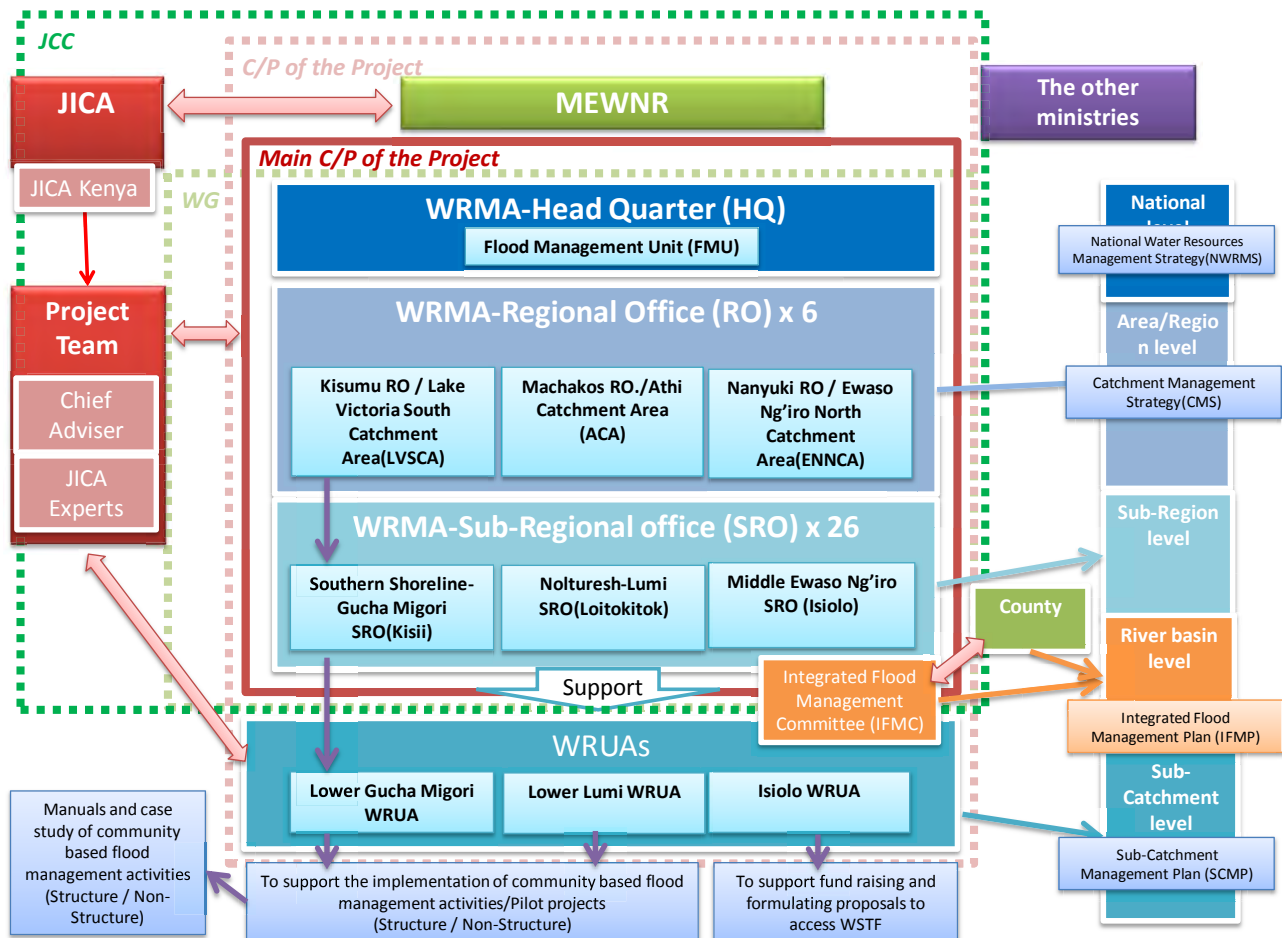 JCC
C/P of the Project
JICA
MEWNR
The other
ministries
Main C/P of the Project
JICA Kenya
WG
WRMA-Head Quarter (HQ)
Flood Management Unit (FMU)
National
level
National Water Resources
Management Strategy(NWRMS)
Project
Team
Chief
Adviser
JICA
Experts
WRMA-Regional Office (RO) x 6
Kisumu RO / Lake
Victoria South
Catchment
Area(LVSCA)
Machakos RO./Athi
Catchment Area
(ACA)
Nanyuki RO / Ewaso
Ng'iro North
Catchment
Area(ENNCA)
Area/Regio
n level
Catchment Management
Strategy(CMS)
WRMA-Sub-Regional office (SRO) x 26
Southern Shoreline-
Gucha Migori
SRO(Kisii)
Nolturesh-Lumi
SRO(Loitokitok)
Middle Ewaso Ng'iro
SRO (Isiolo)
Sub-Region
level
County
River basin
level
Support
Integrated Flood
Management
Committee (IFMC)
Integrated Flood
Management Plan (IFMP)
WRUAs
Lower Gucha Migori
WRUA
Lower Lumi WRUA
Isiolo WRUA
Sub-
Catchment
level
Sub-Catchment
Management Plan (SCMP)
Manuals and case
study of community
based flood
management activities
(Structure / Non-
Structure)
To support the implementation of community based flood
management activities/Pilot projects
(Structure / Non-Structure)
To support fund raising and
formulating proposals to
access WSTF